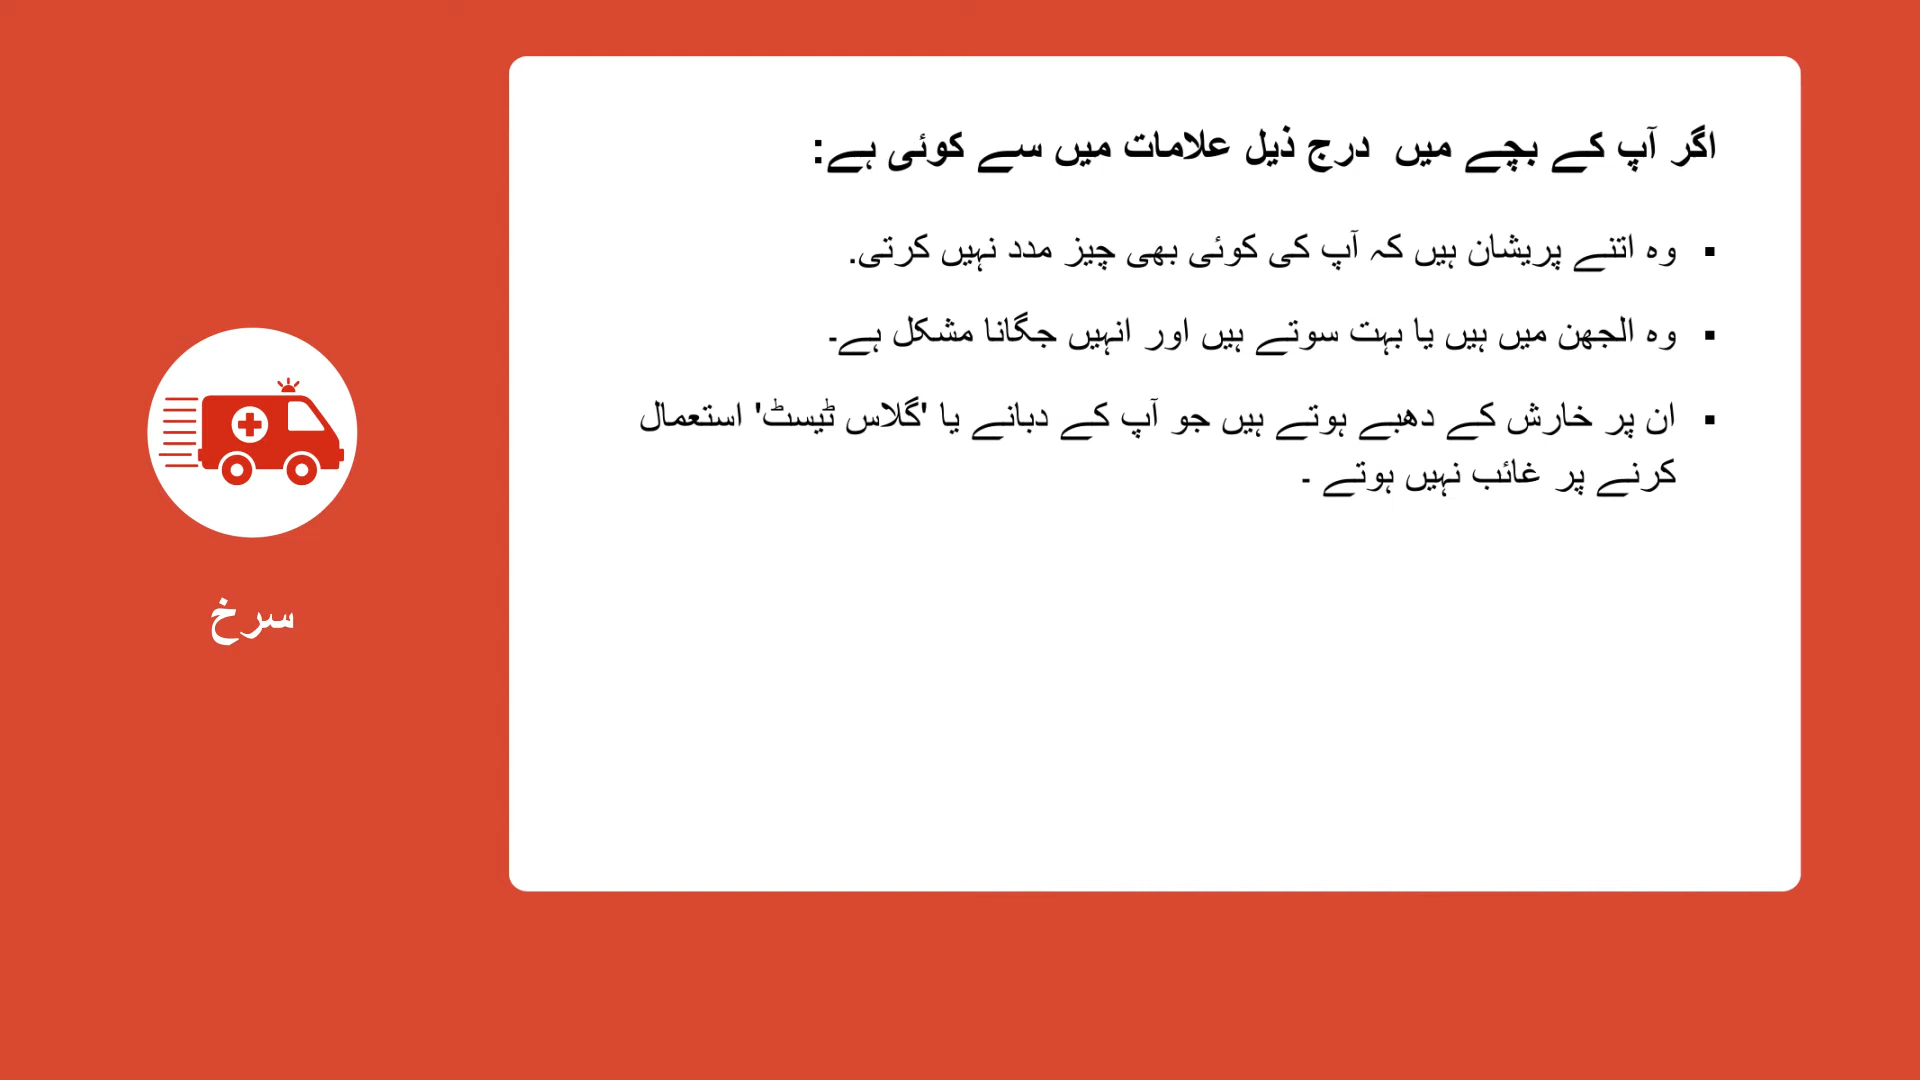 اگر آپ کے بچے میں  درج ذیل علامات میں سے کوئی ہے:
▪ وہ اتنے پریشان ہیں کہ آپ کی کوئی بھی چیز مدد نہیں کرتی.
▪ وہ الجھن میں ہیں یا بہت سوتے ہیں اور انہیں جگانا مشکل ہے۔
▪ ان پر خارش کے دھبے ہوتے ہیں جو آپ کے دبانے یا 'گلاس ٹیسٹ' استعمال
کرنے پر غائب نہیں ہوتے ۔
سرخ